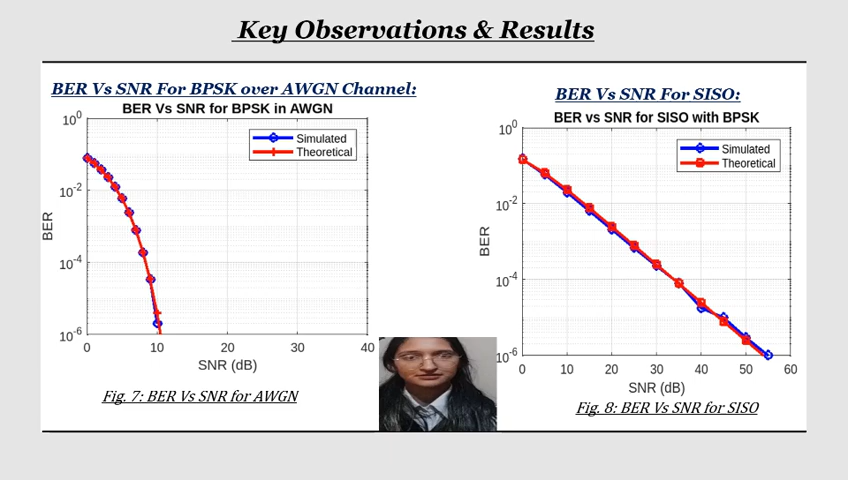 Key Observations & Results
BER Vs SNR For BPSK over AWGN Channel:
BER Vs SNR for BPSK in AWGN
10^0
10^-2
10^-4
10^-6
BER
Simulated
Theoretical
0 10 20 30 40
SNR (dB)
Fig. 7: BER Vs SNR for AWGN
BER Vs SNR For SISO:
BER vs SNR for SISO with BPSK
10^0
10^-2
10^-4
10^-6
BER
Simulated
Theoretical
0 10 20 30 40 50 60
SNR (dB)
Fig. 8: BER Vs SNR for SISO